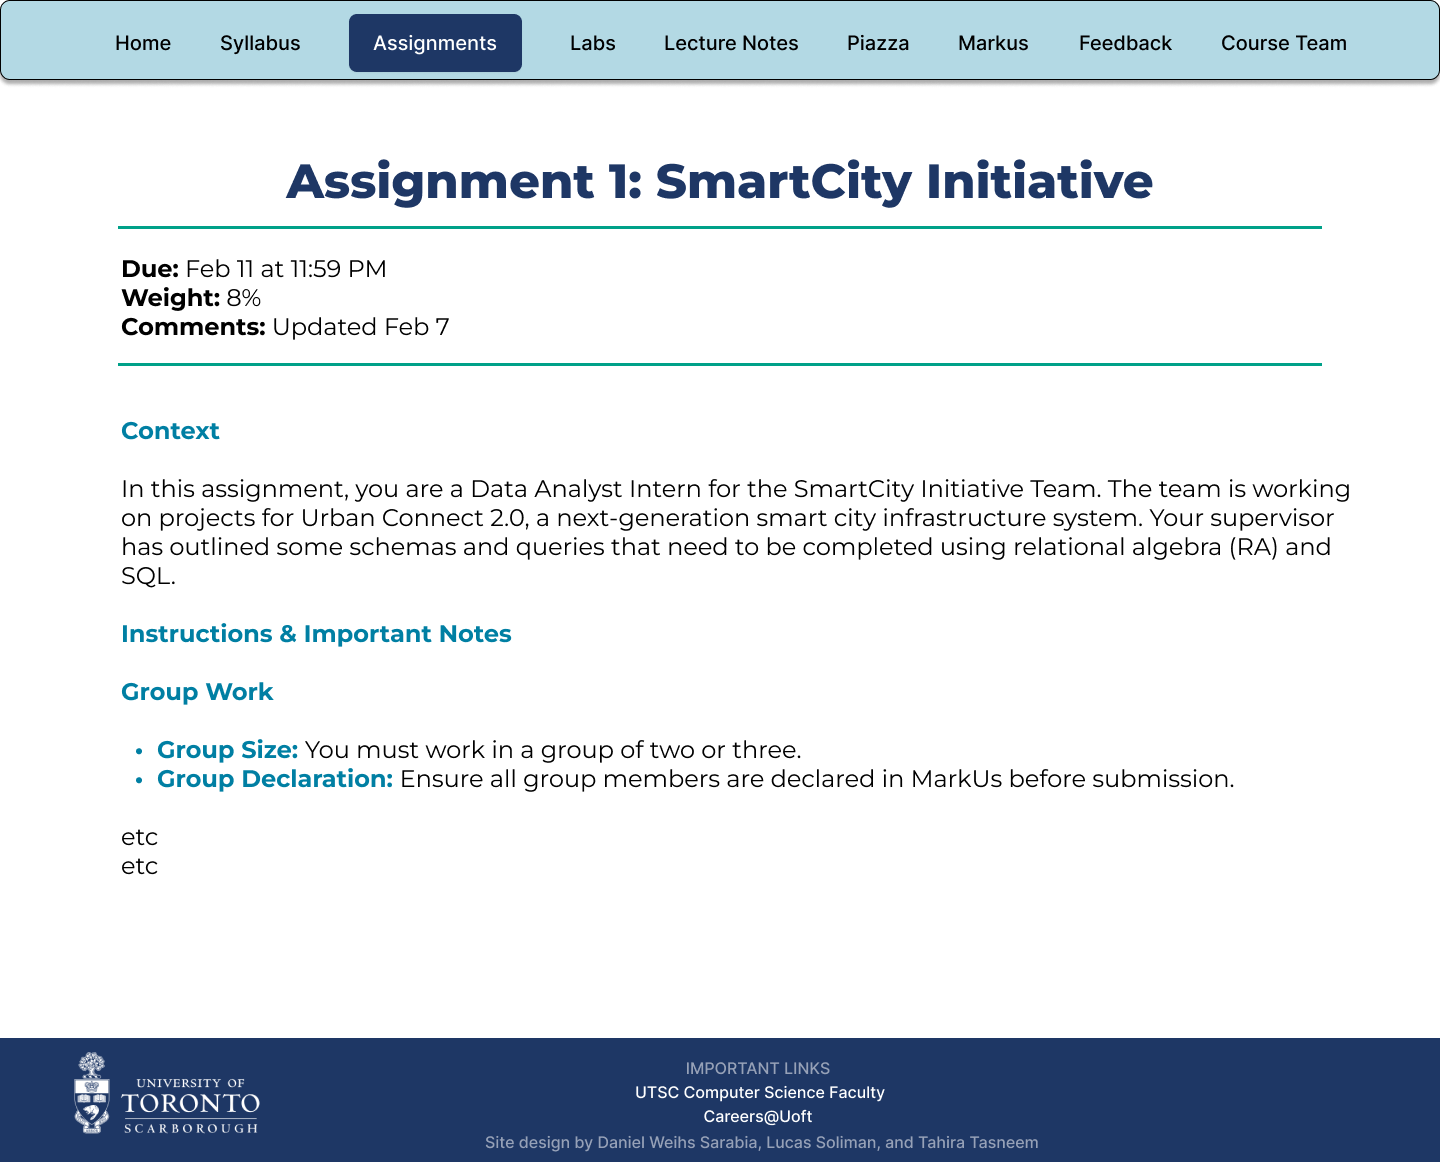 Home Syllabus Assignments Labs Lecture Notes Piazza Markus Feedback Course Team
Assignment 1: SmartCity Initiative
Due: Feb 11 at 11:59 PM
Weight: 8%
Comments: Updated Feb 7
Context
In this assignment, you are a Data Analyst Intern for the SmartCity Initiative Team. The team is working
on projects for Urban Connect 2.0, a next-generation smart city infrastructure system. Your supervisor
has outlined some schemas and queries that need to be completed using relational algebra (RA) and
SQL.
Instructions & Important Notes
Group Work
• Group Size: You must work in a group of two or three.
• Group Declaration: Ensure all group members are declared in MarkUs before submission.
etc
etc
UNIVERSITY OF
TORONTO
SCARBOROUGH
IMPORTANT LINKS
UTSC Computer Science Faculty
Careers@Uoft
Site design by Daniel Weihs Sarabia, Lucas Soliman, and Tahira Tasneem